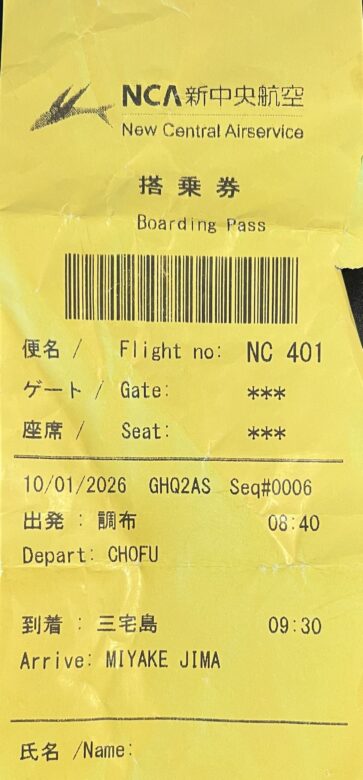 NCA新中央航空
New Central Airservice
搭乗券
Boarding Pass
便名 / Flight no: NC 401
ゲート / Gate: ***
座席 / Seat: ***
10/01/2026 GHQ2AS Seq#0006
出発 : 調布 08:40
Depart: CHOFU
到着 : 三宅島 09:30
Arrive: MIYAKE JIMA
氏名 /Name: